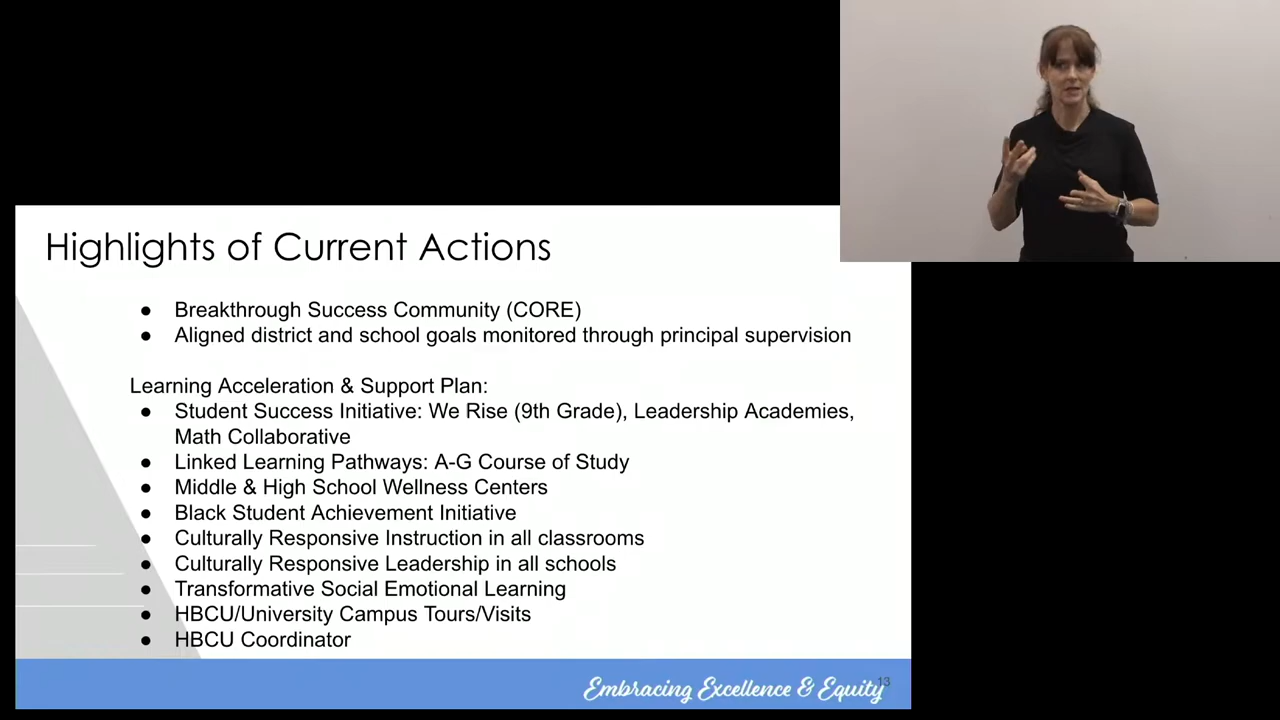 Highlights of Current Actions
● Breakthrough Success Community (CORE)
● Aligned district and school goals monitored through principal supervision
Learning Acceleration & Support Plan:
● Student Success Initiative: We Rise (9th Grade), Leadership Academies,
Math Collaborative
● Linked Learning Pathways: A-G Course of Study
● Middle & High School Wellness Centers
● Black Student Achievement Initiative
● Culturally Responsive Instruction in all classrooms
● Culturally Responsive Leadership in all schools
● Transformative Social Emotional Learning
● HBCU/University Campus Tours/Visits
● HBCU Coordinator
Embracing Excellence & Equity
13